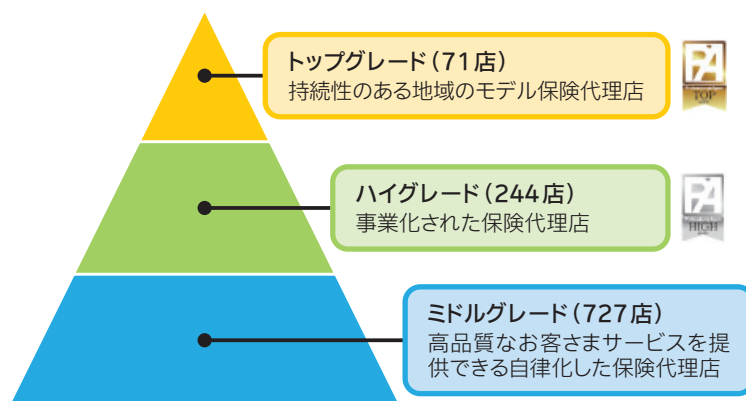 トップグレード（71店）
持続性のある地域のモデル保険代理店
PA
TOP
ハイグレード（244店）
事業化された保険代理店
PA
HIGH
ミドルグレード（727店）
高品質なお客さまサービスを提
供できる自律化した保険代理店